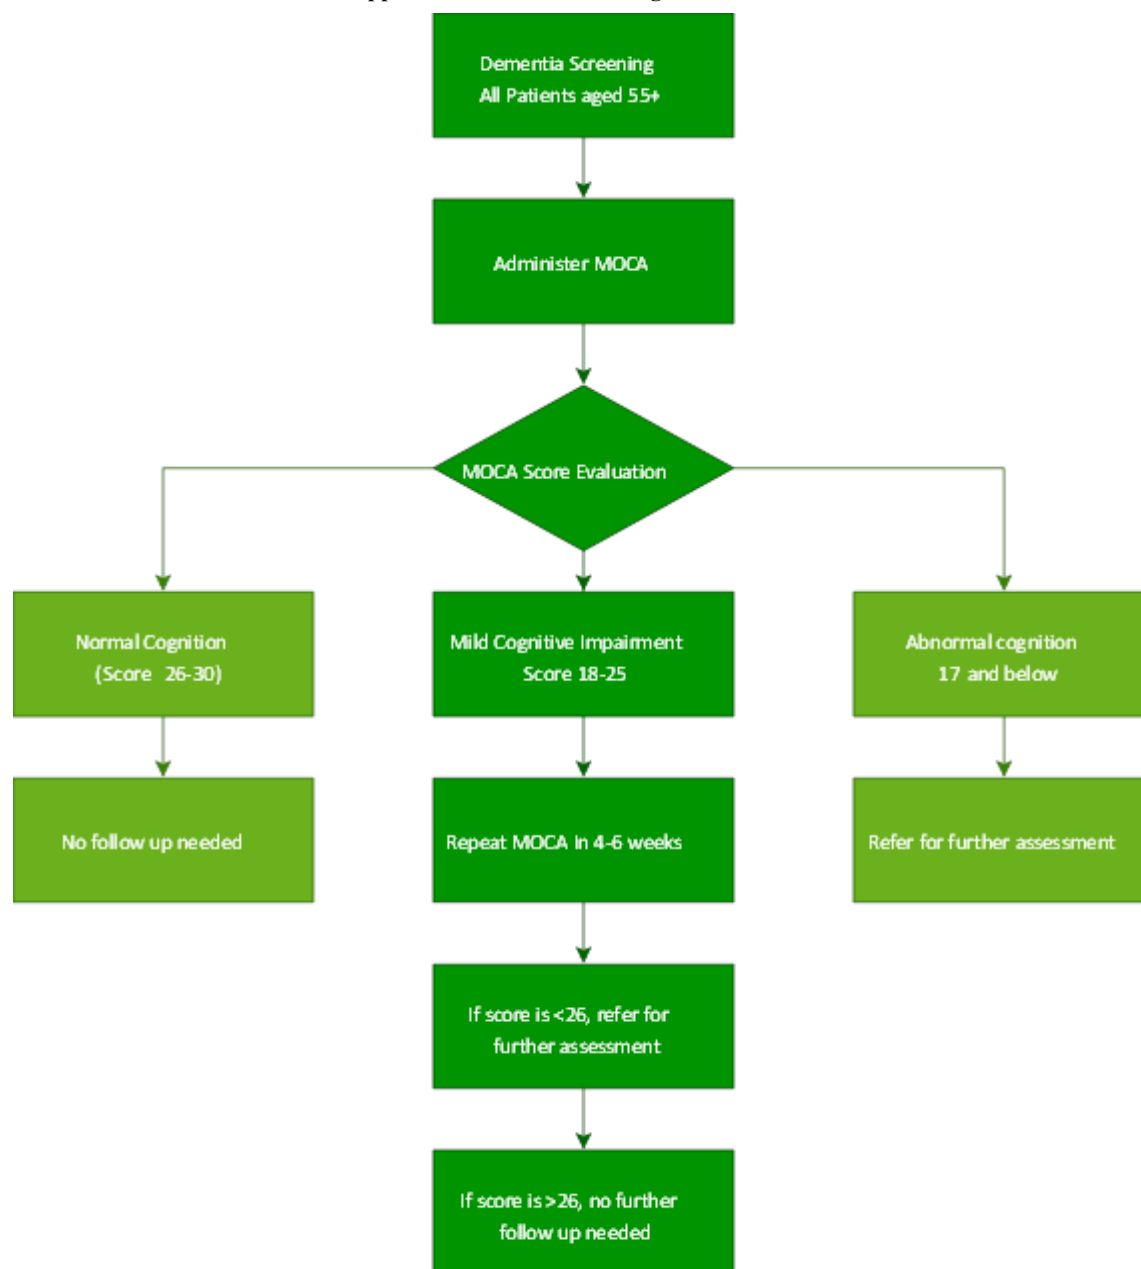 Dementia Screening
All Patients aged 55+
Administer MOCA
MOCA Score Evaluation
Normal Cognition
(Score 26-30)
Mild Cognitive Impairment
Score 18-25
Abnormal cognition
17 and below
No follow up needed
Repeat MOCA In 4-6 weeks
Refer for further assessment
If score is <26, refer for
further assessment
If score is >26, no further
follow up needed